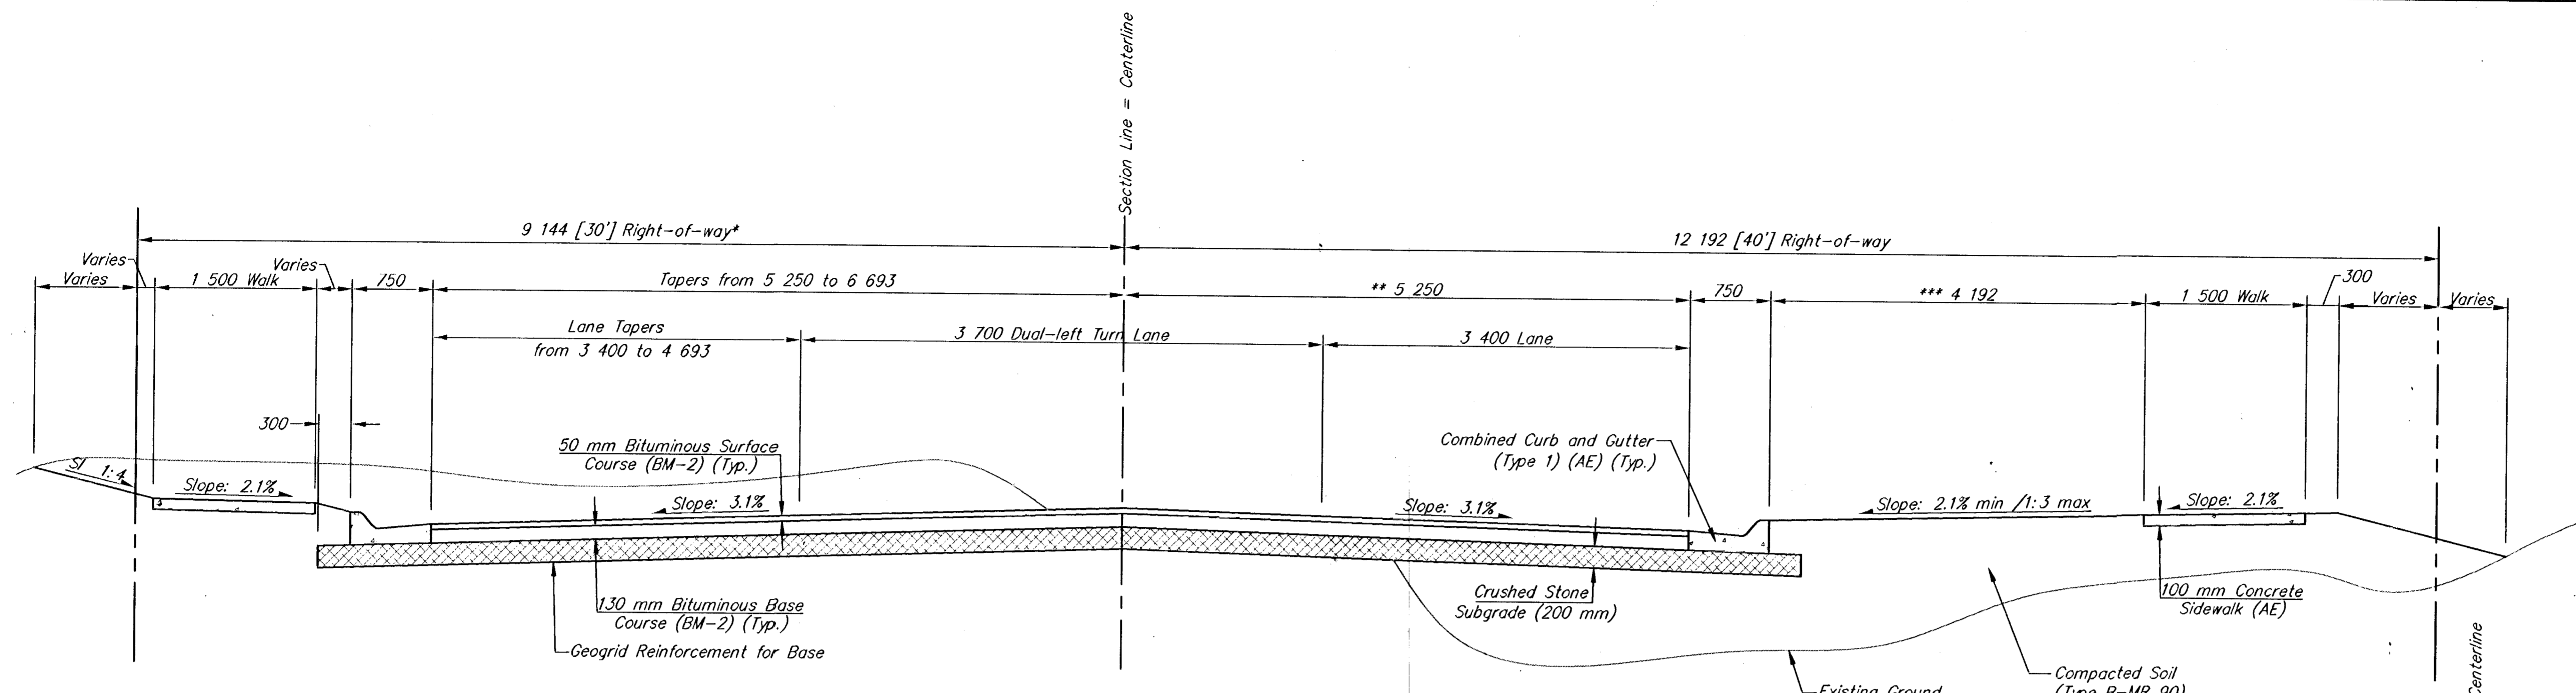 Section Line = Centerline
9 144 [30'] Right-of-way*
12 192 [40'] Right-of-way
Varies
Varies
1 500 Walk
Varies
750
Tapers from 5 250 to 6 693
** 5 250
750
*** 4 192
1 500 Walk
300
Varies
Varies
Lane Tapers
from 3 400 to 4 693
3 700 Dual-left Turn Lane
3 400 Lane
300
50 mm Bituminous Surface
Course (BM-2) (Typ.)
Combined Curb and Gutter
(Type 1) (AE) (Typ.)
Sl 1:4
Slope: 2.1%
Slope: 3.1%
Slope: 3.1%
Slope: 2.1% min /1:3 max
Slope: 2.1%
130 mm Bituminous Base
Course (BM-2) (Typ.)
Geogrid Reinforcement for Base
Crushed Stone
Subgrade (200 mm)
100 mm Concrete
Sidewalk (AE)
Existing Ground
Compacted Soil
(Type B-MR 90)
Centerline